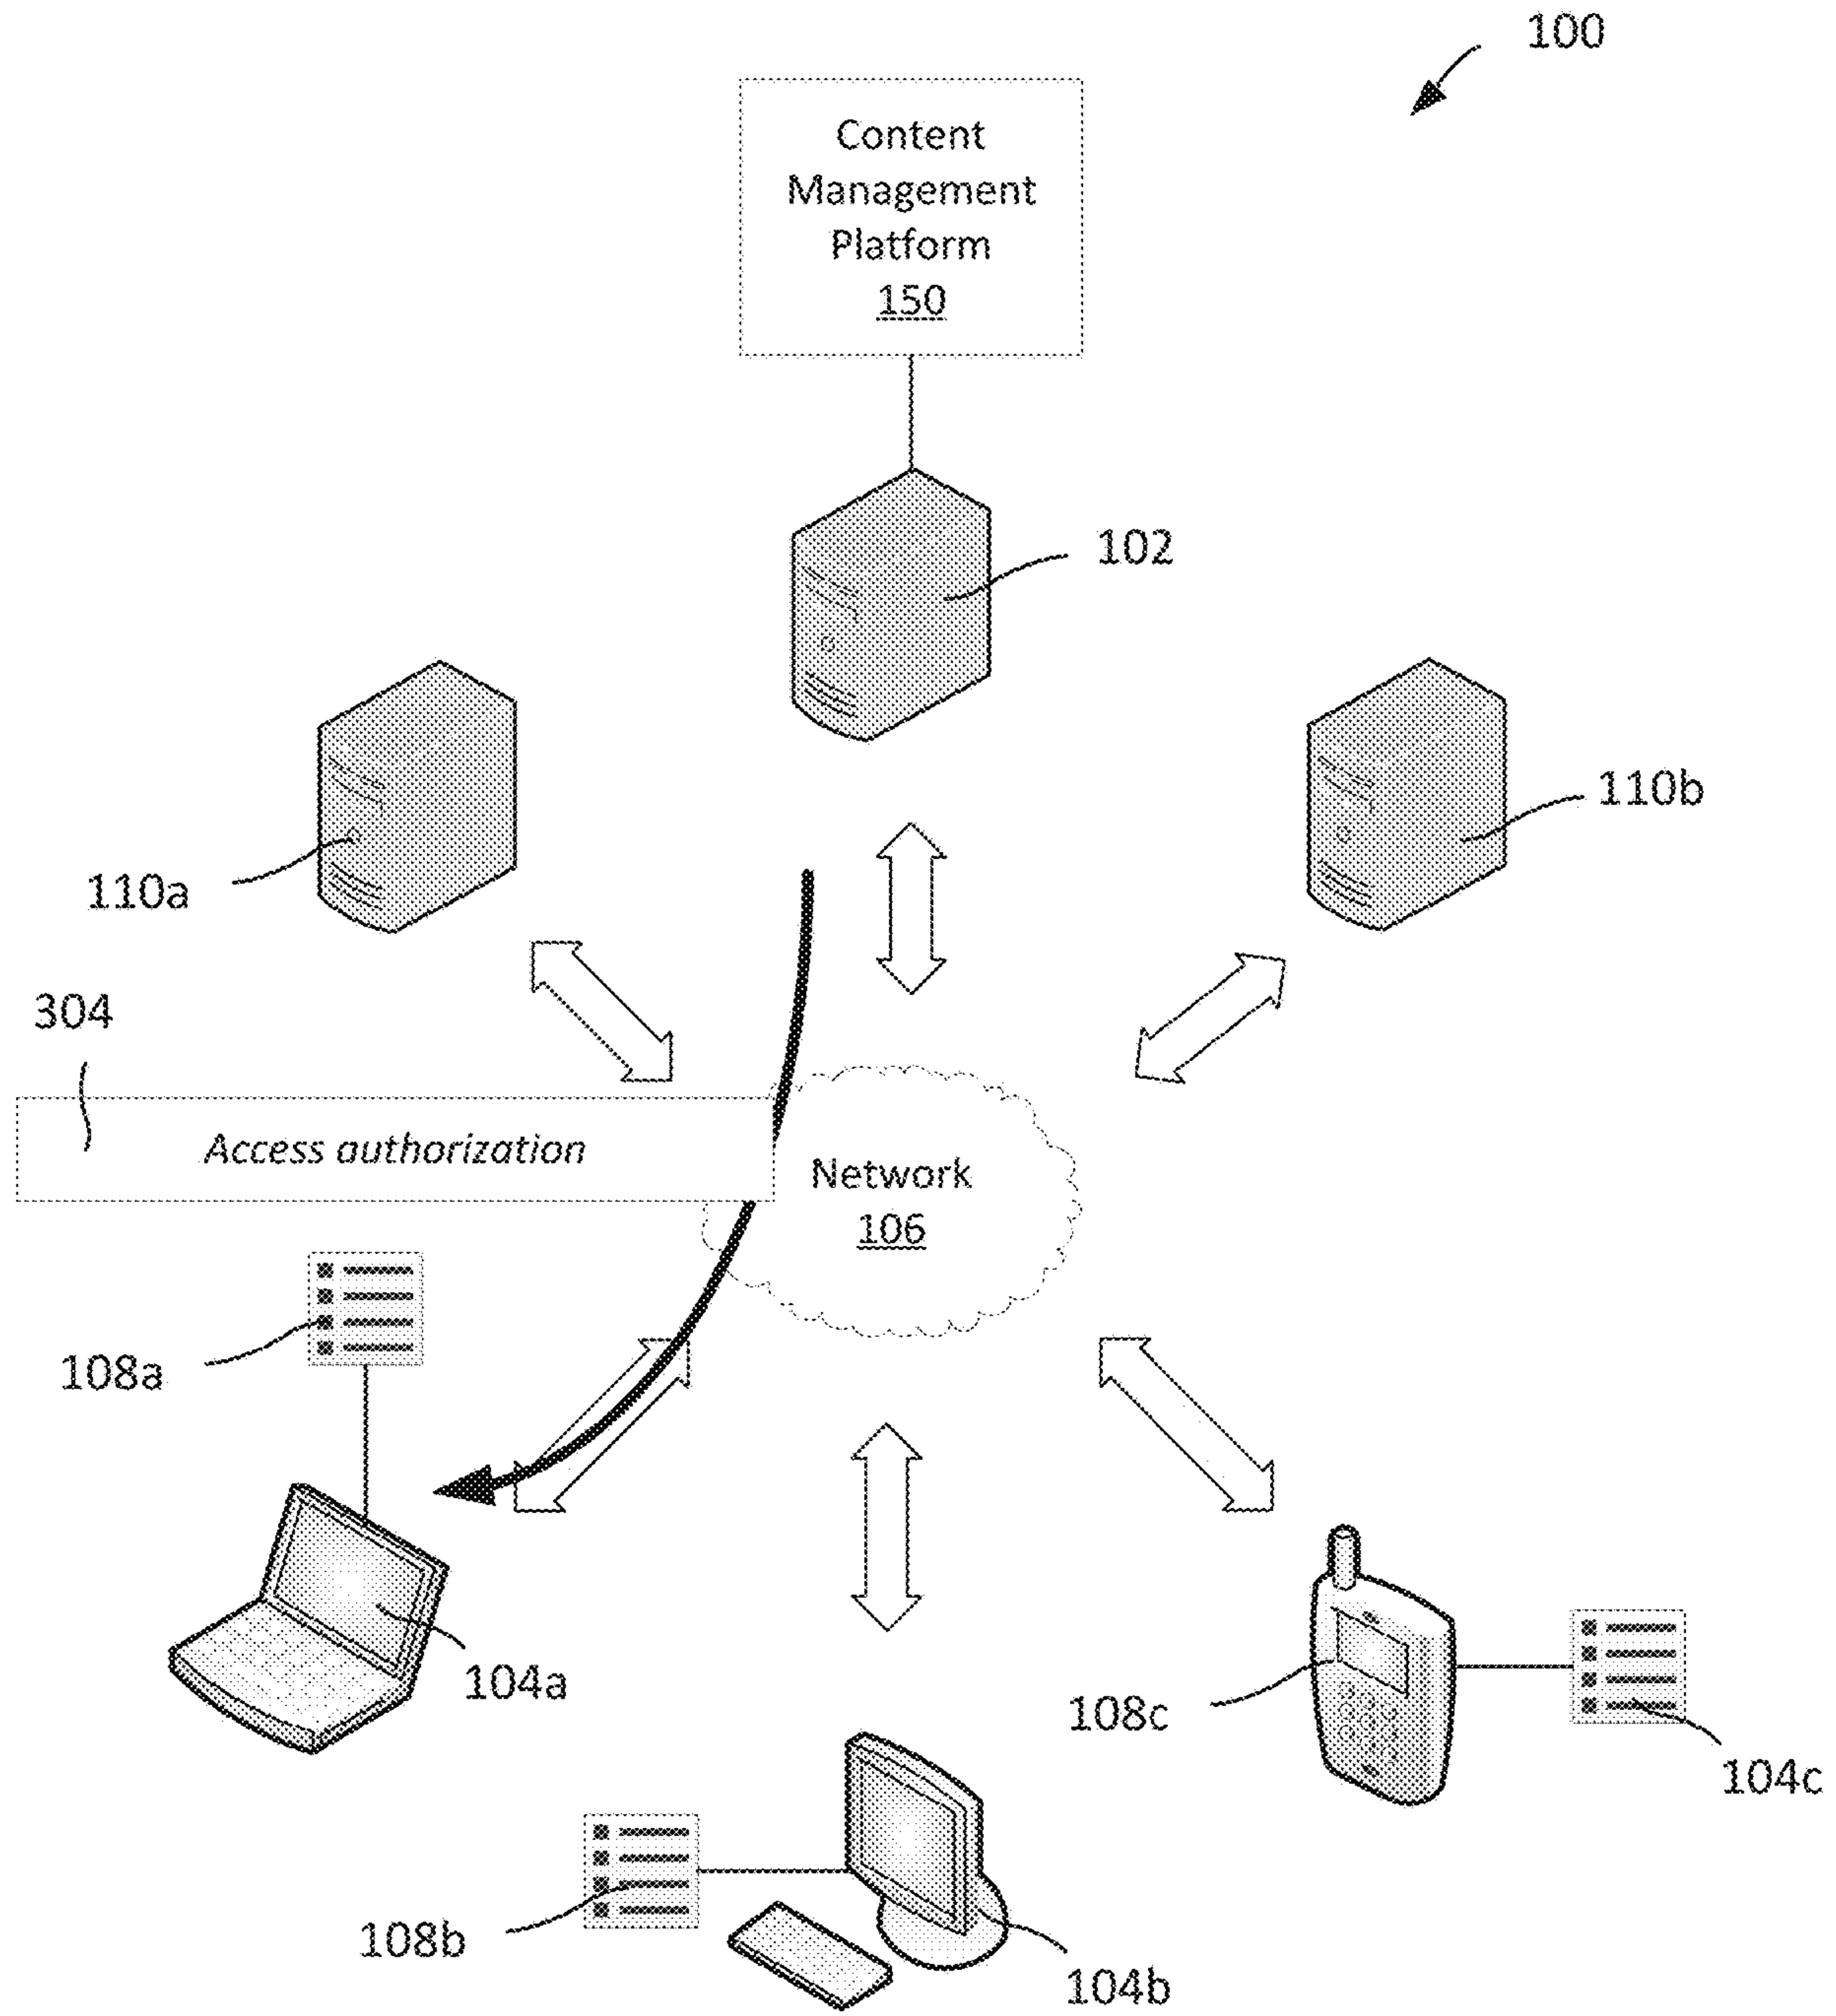 100
Content
Management
Platform
150
102
110a
110b
304
Access authorization
Network
106
108a
104a
108c
104c
108b
104b